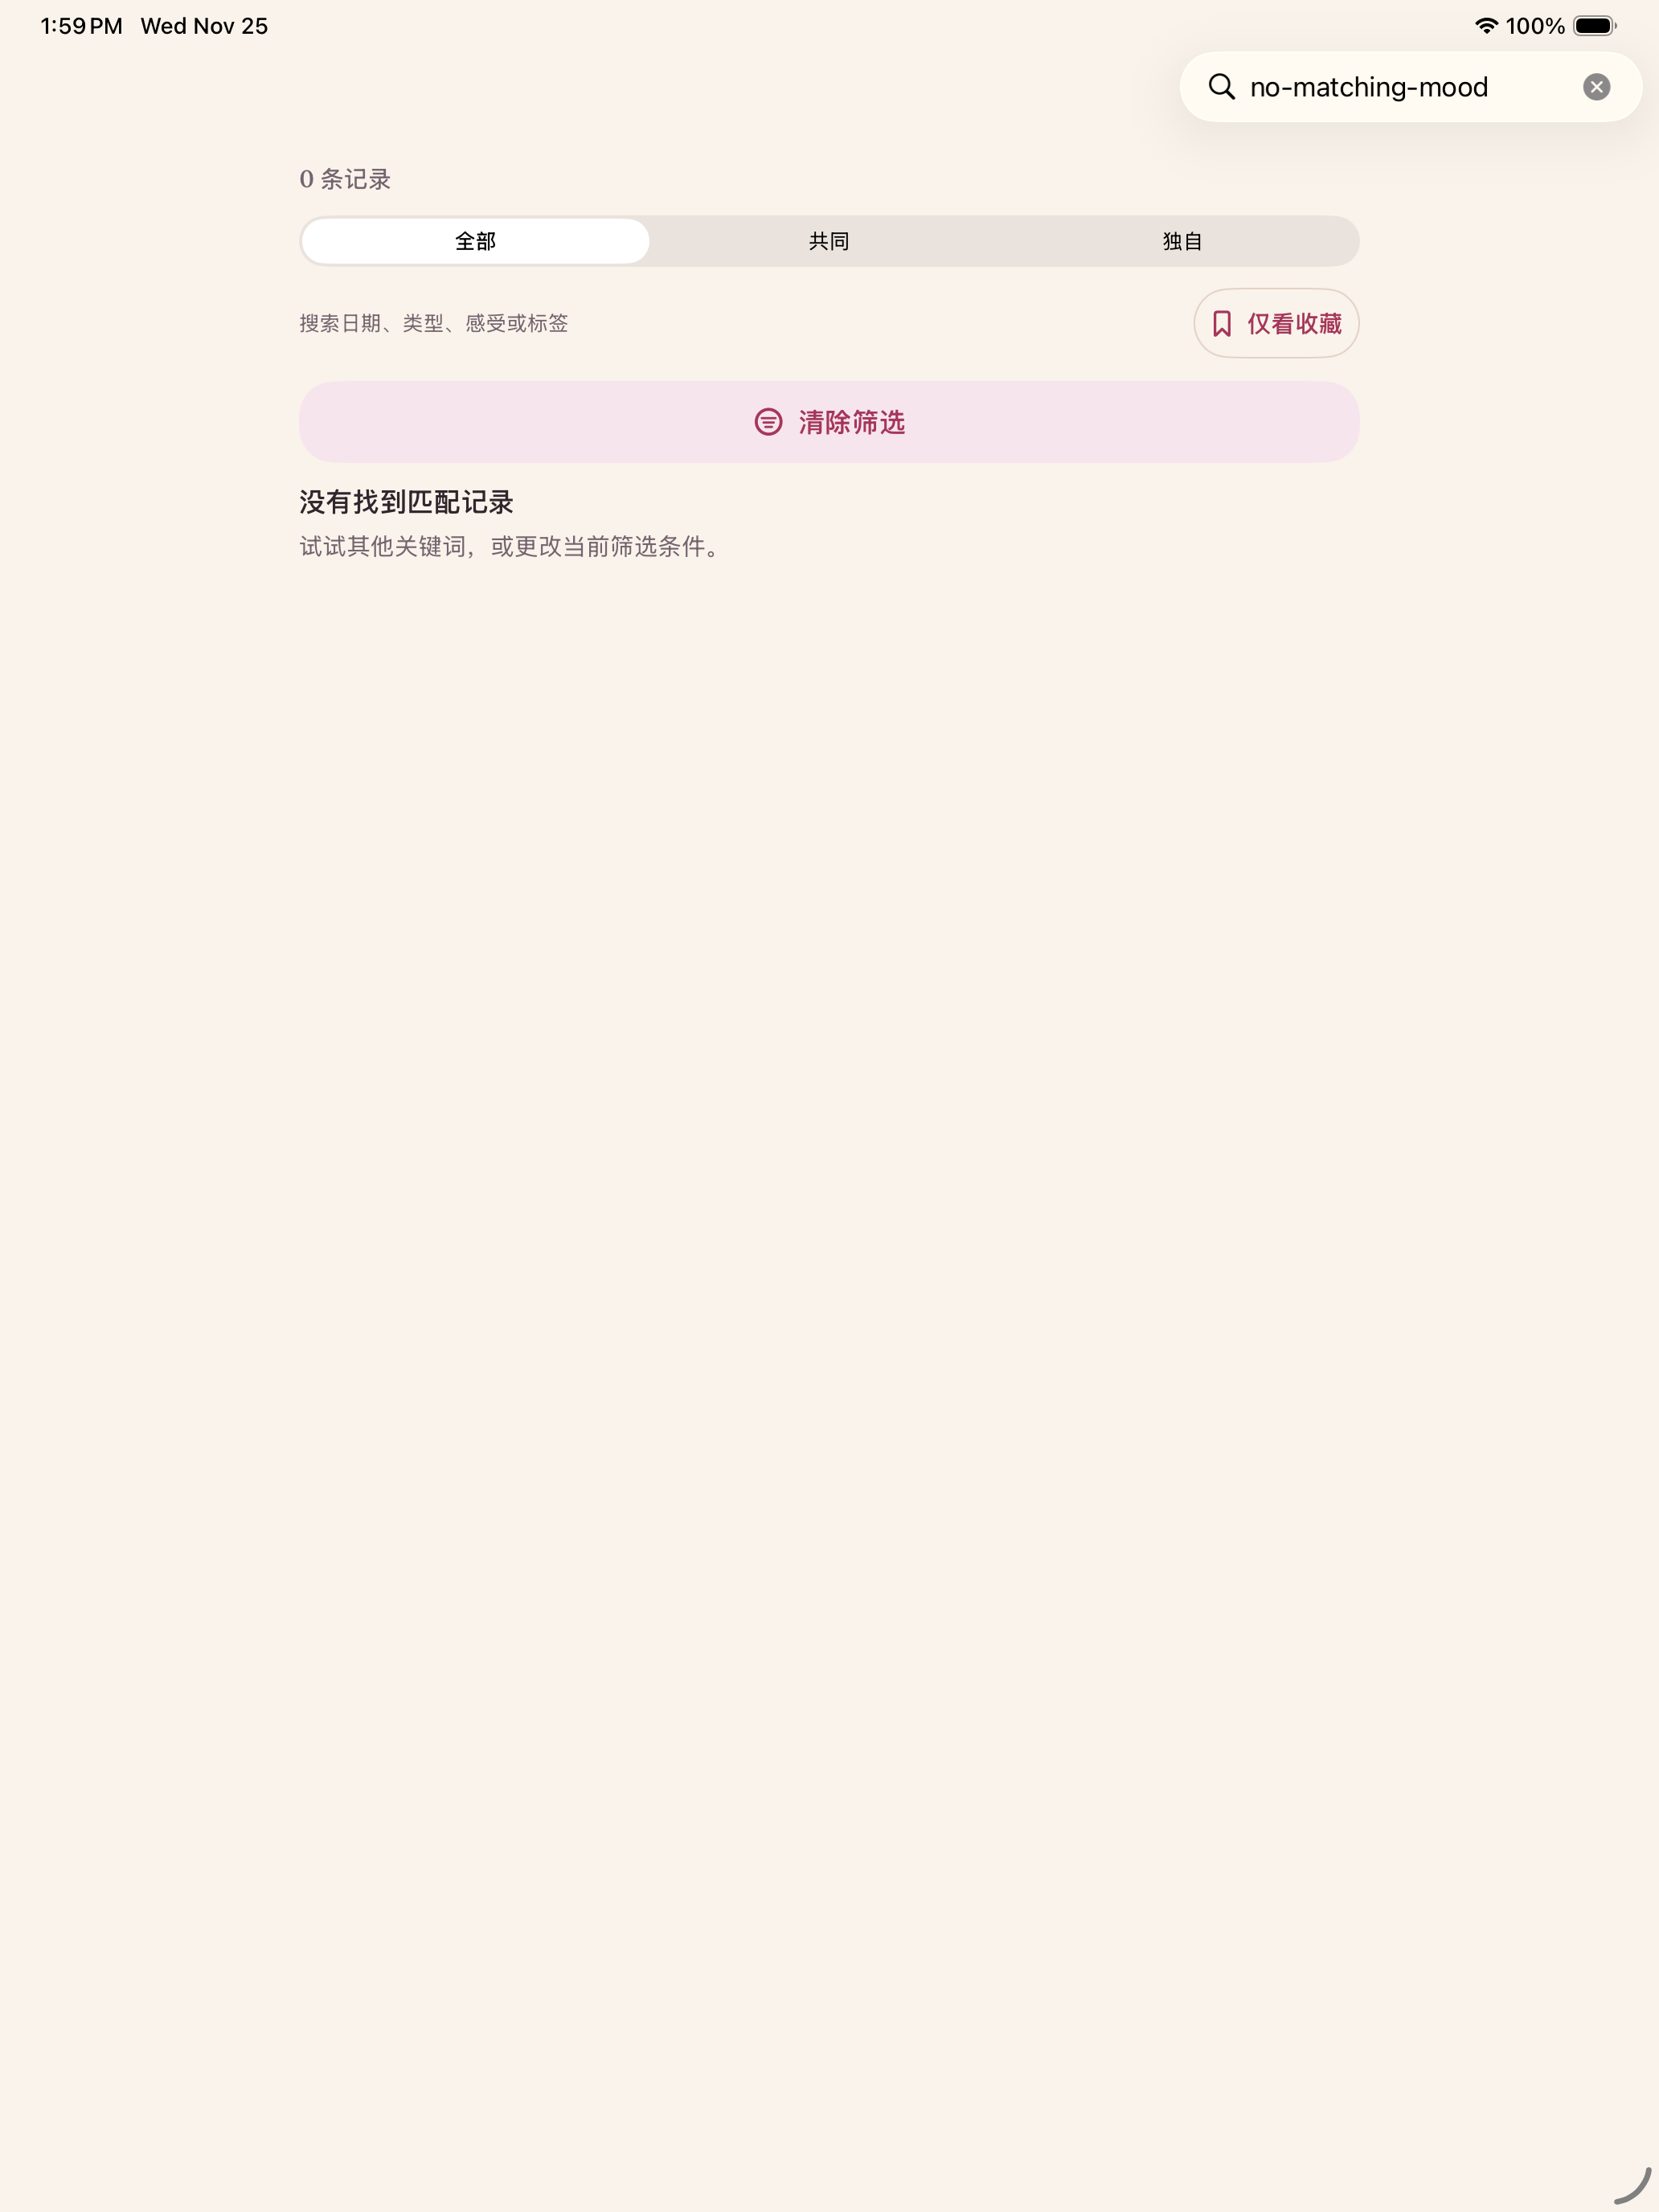 1:59 PM Wed Nov 25
100%
no-matching-mood
0 条记录
全部
共同
独自
搜索日期、类型、感受或标签
仅看收藏
清除筛选
没有找到匹配记录
试试其他关键词，或更改当前筛选条件。